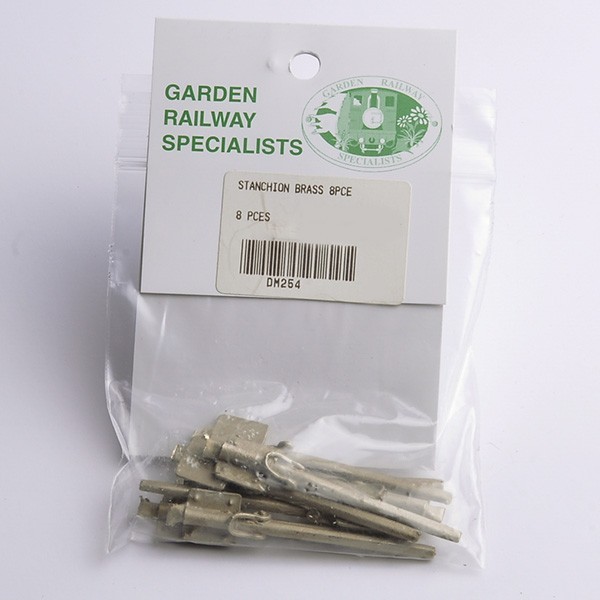 GARDEN
RAILWAY
SPECIALISTS
GARDEN RAILWAY
SPECIALISTS
STANCHION BRASS 8PCE
8 PCES
DM254